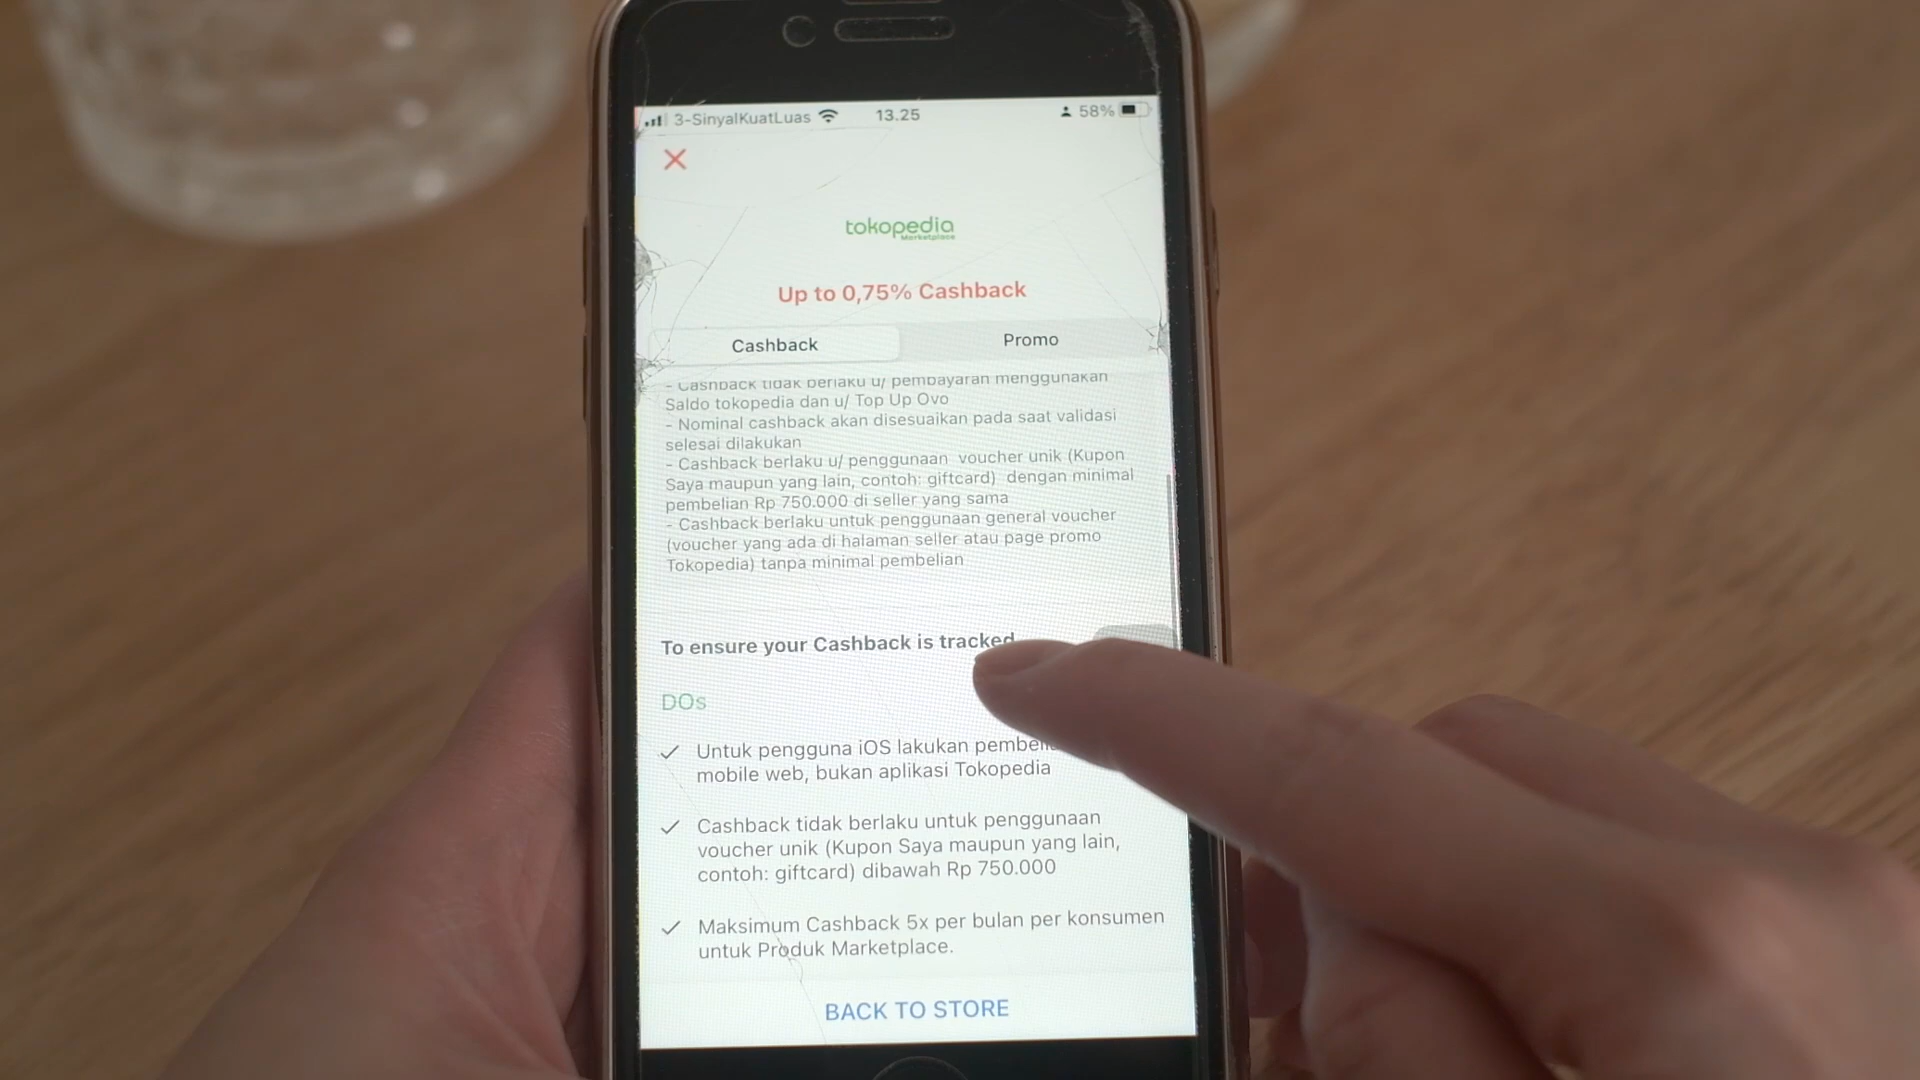 3-SinyalKuatLuas 13.25 58%
tokopedia
Marketplace
Up to 0,75% Cashback
Cashback Promo
- Cashback tidak berlaku u/ pembayaran menggunakan
Saldo tokopedia dan u/ Top Up Ovo
- Nominal cashback akan disesuaikan pada saat validasi
selesai dilakukan
- Cashback berlaku u/ penggunaan voucher unik (Kupon
Saya maupun yang lain, contoh: giftcard) dengan minimal
pembelian Rp 750.000 di seller yang sama
- Cashback berlaku untuk penggunaan general voucher
(voucher yang ada di halaman seller atau page promo
Tokopedia) tanpa minimal pembelian
To ensure your Cashback is tracked
DOs
Untuk pengguna iOS lakukan
mobile web, bukan aplikasi Tokopedia
Cashback tidak berlaku untuk penggunaan
voucher unik (Kupon Saya maupun yang lain,
contoh: giftcard) dibawah Rp 750.000
Maksimum Cashback 5x per bulan per konsumen
untuk Produk Marketplace.
BACK TO STORE